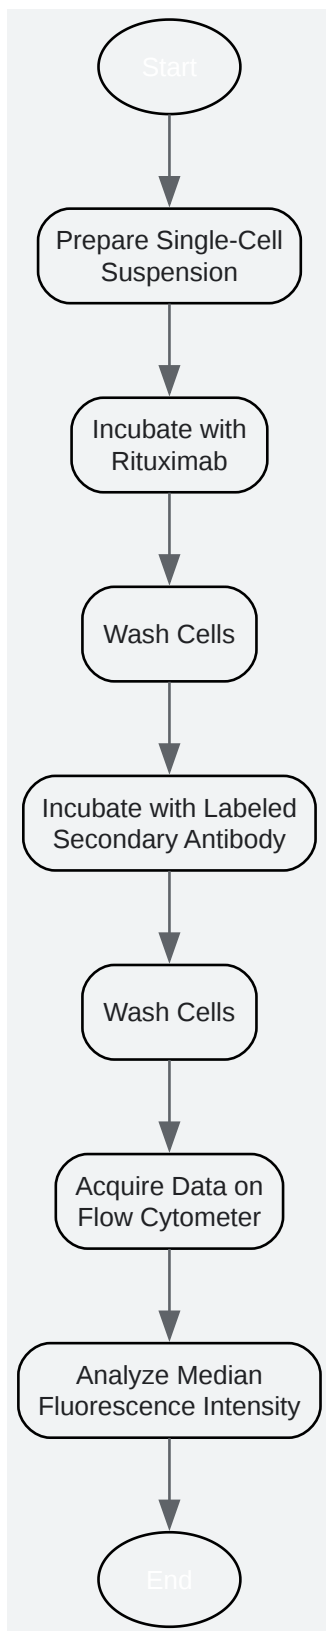 Start
Prepare Single-Cell
Suspension
Incubate with
Rituximab
Wash Cells
Incubate with Labeled
Secondary Antibody
Wash Cells
Acquire Data on
Flow Cytometer
Analyze Median
Fluorescence Intensity
End